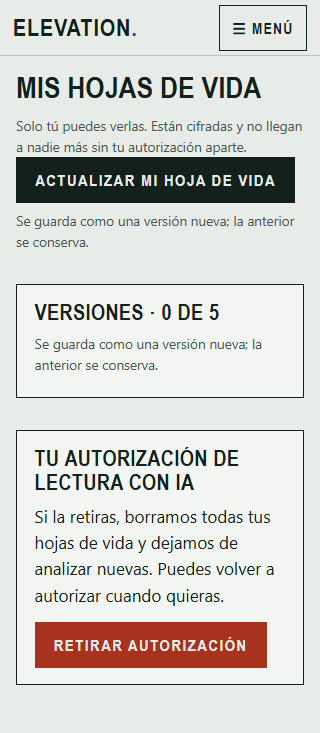 ELEVATION.
☰ MENÚ
MIS HOJAS DE VIDA
Solo tú puedes verlas. Están cifradas y no llegan
a nadie más sin tu autorización aparte.
ACTUALIZAR MI HOJA DE VIDA
Se guarda como una versión nueva; la anterior
se conserva.
VERSIONES · 0 DE 5
Se guarda como una versión nueva; la
anterior se conserva.
TU AUTORIZACIÓN DE
LECTURA CON IA
Si la retiras, borramos todas tus
hojas de vida y dejamos de
analizar nuevas. Puedes volver a
autorizar cuando quieras.
RETIRAR AUTORIZACIÓN